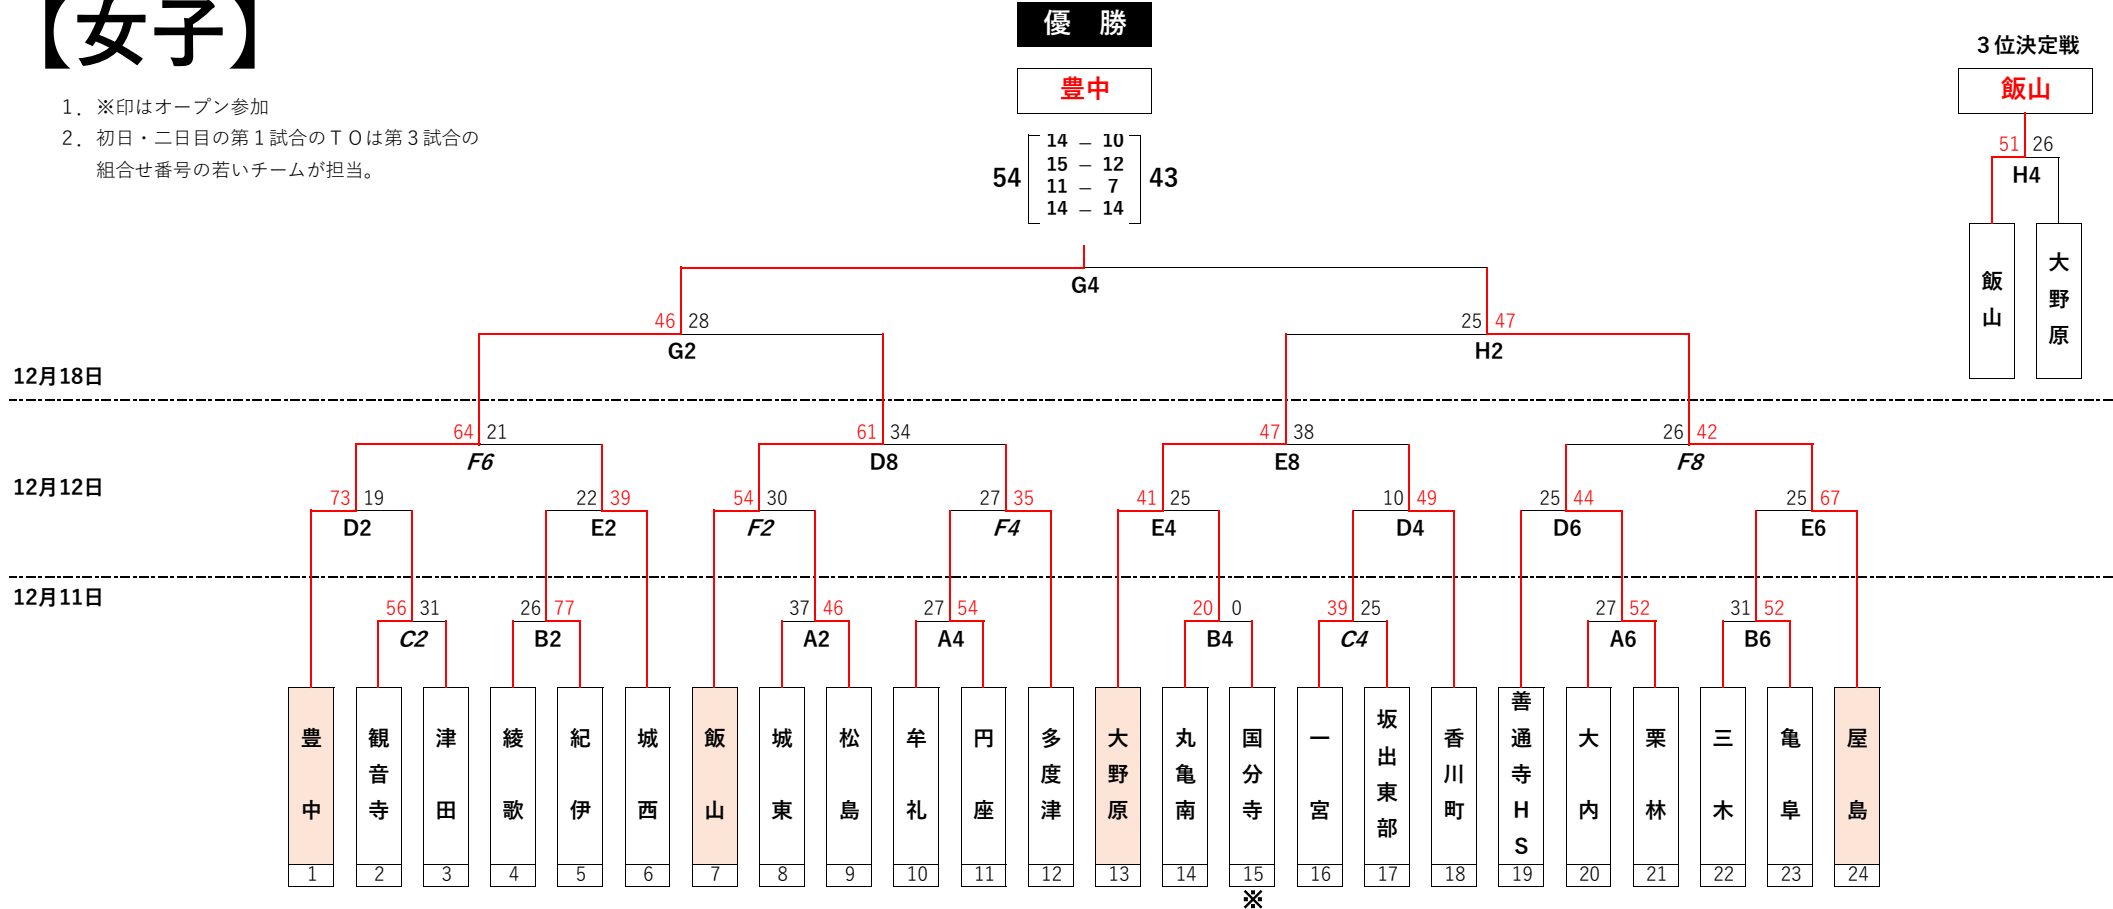 【女子】
優　勝
３位決定戦
豊中
飯山
1．※印はオープン参加
2．初日・二日目の第１試合のＴＯは第３試合の
組合せ番号の若いチームが担当。
14 – 10
15 – 12
54 43
11 – 7
14 – 14
51 26
H4
飯山 大野原
G4
46 28 25 47
G2 H2
12月18日
64 21 61 34 47 38 26 42
F6 D8 E8 F8
12月12日
73 19 22 39 54 30 27 35 41 25 10 49 25 44 25 67
D2 E2 F2 F4 E4 D4 D6 E6
12月11日
56 31 26 77 37 46 27 54 20 0 39 25 27 52 31 52
C2 B2 A2 A4 B4 C4 A6 B6
豊中 観音寺 津田 綾歌 紀伊 城西 飯山 城東 松島 牟礼 円座 多度津 大野原 丸亀南 国分寺 一宮 坂出東部 香川町 善通寺HS 大内 栗林 三木 亀阜 屋島
1 2 3 4 5 6 7 8 9 10 11 12 13 14 15 16 17 18 19 20 21 22 23 24
※